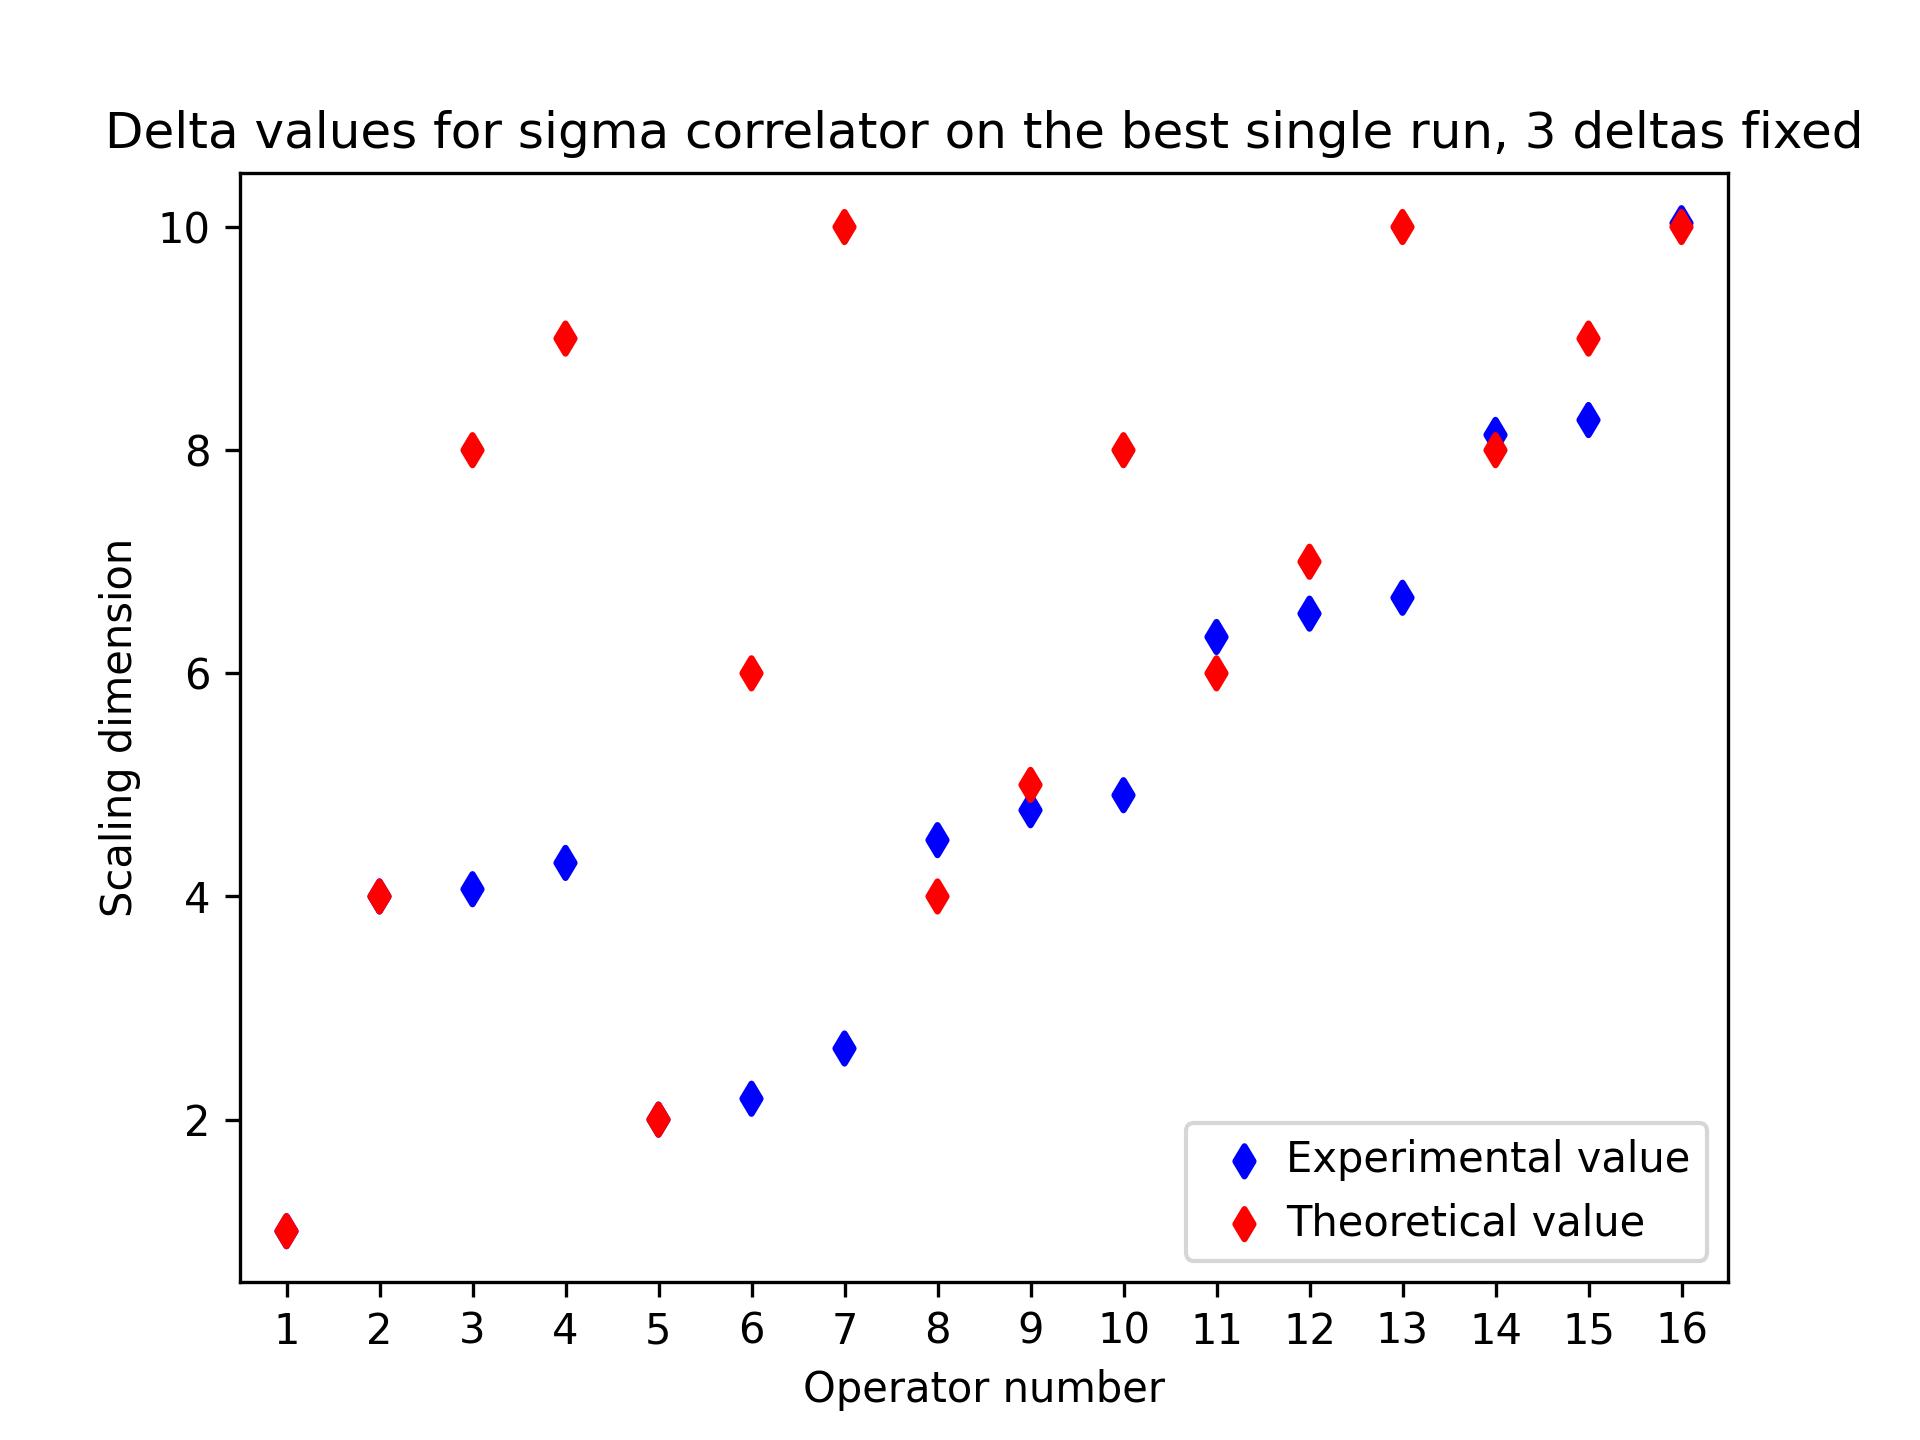 Delta values for sigma correlator on the best single run, 3 deltas fixed
Scaling dimension
10
8
6
4
2
1 2 3 4 5 6 7 8 9 10 11 12 13 14 15 16
Operator number
Experimental value
Theoretical value